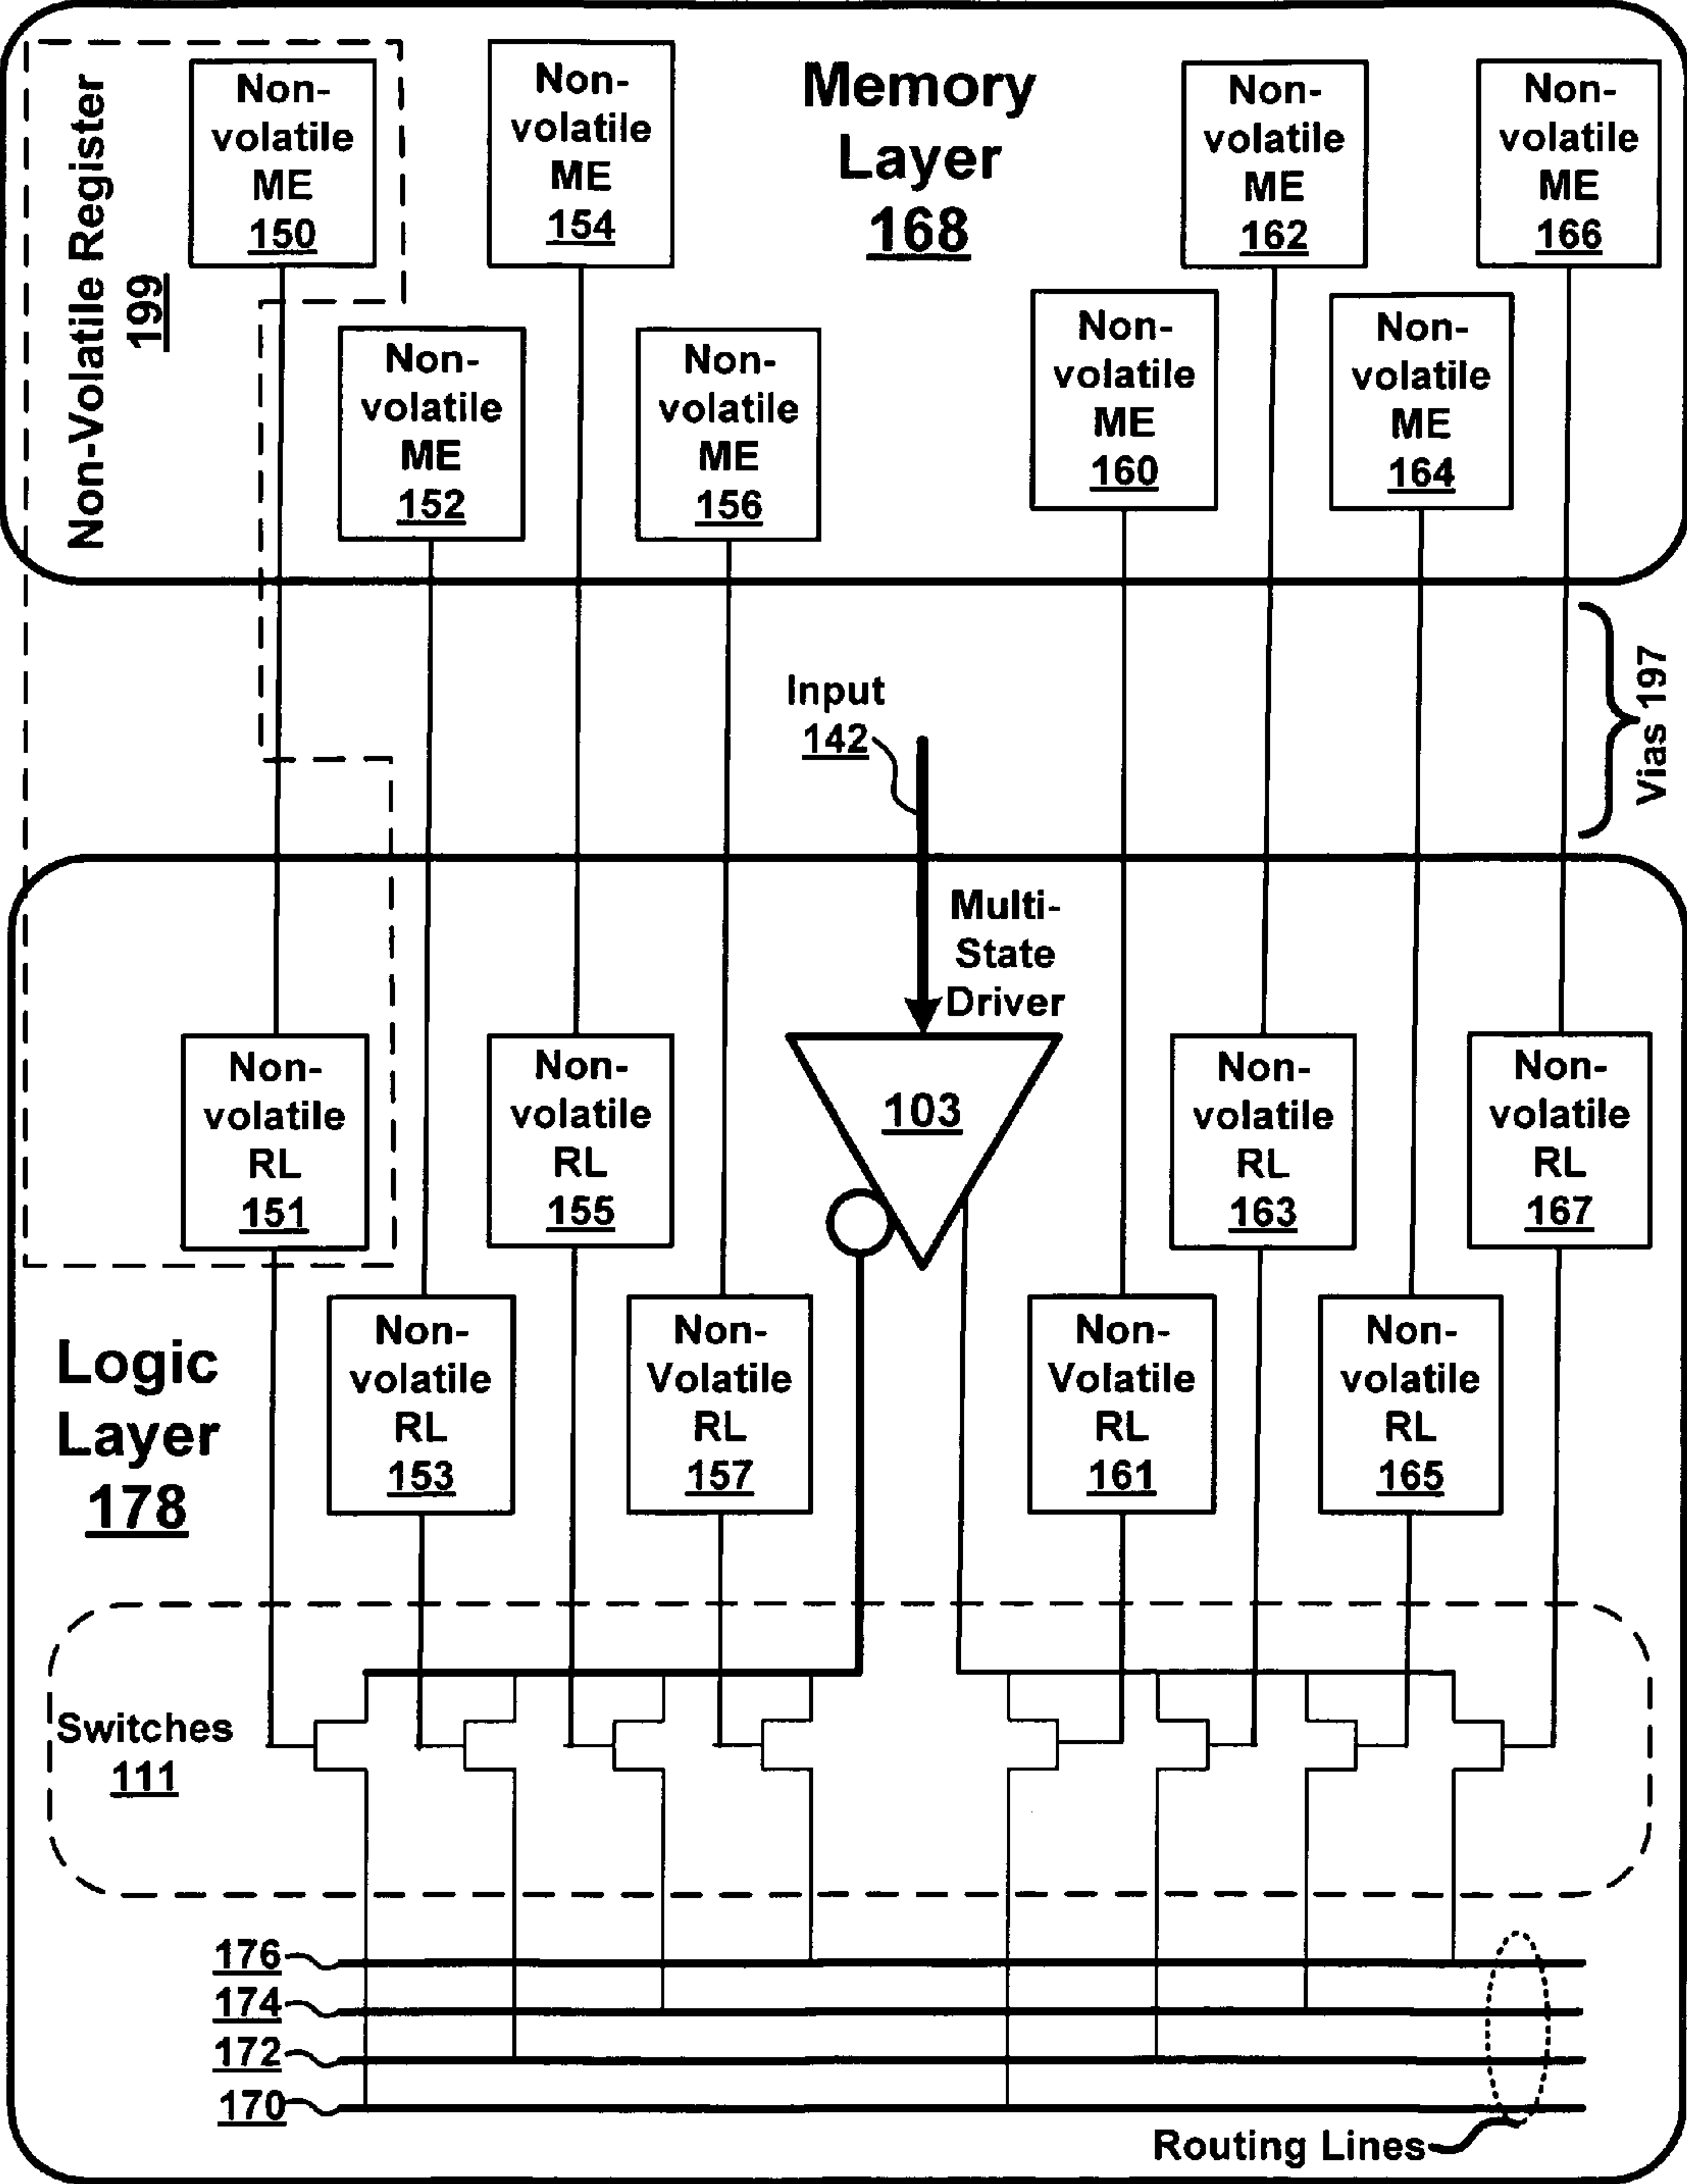 Non-Volatile Register
199
Non-
volatile
ME
150
Non-
volatile
ME
154
Memory
Layer
168
Non-
volatile
ME
162
Non-
volatile
ME
166
Non-
volatile
ME
152
Non-
volatile
ME
156
Non-
volatile
ME
160
Non-
volatile
ME
164
Input
142
Vias 197
Multi-
State
Driver
103
Non-
volatile
RL
151
Non-
volatile
RL
155
Non-
volatile
RL
163
Non-
volatile
RL
167
Logic
Layer
178
Non-
volatile
RL
153
Non-
Volatile
RL
157
Non-
Volatile
RL
161
Non-
volatile
RL
165
Switches
111
176
174
172
170
Routing Lines